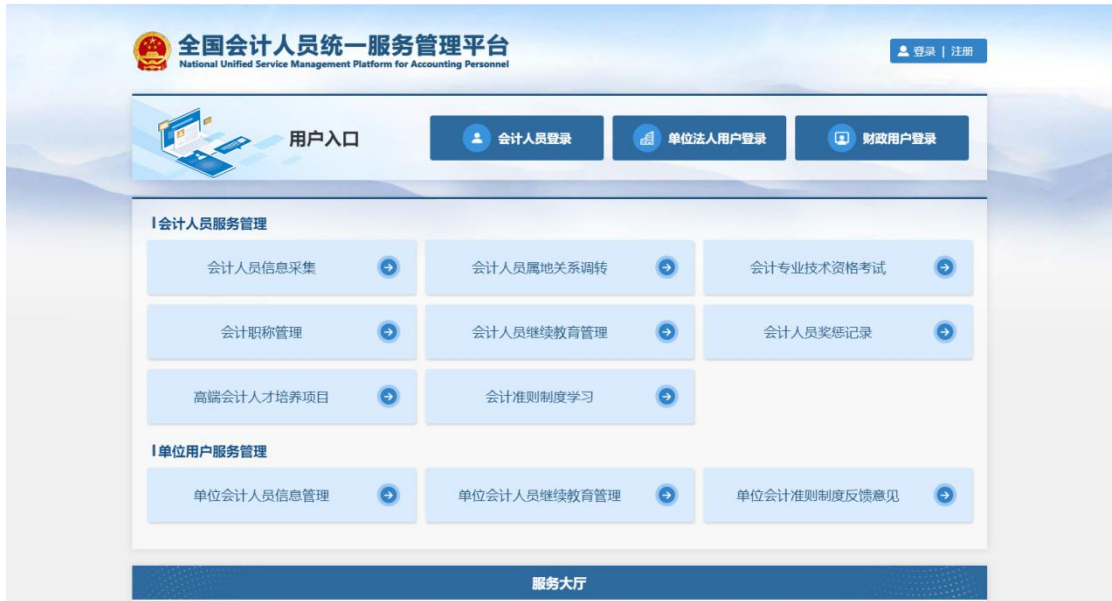 全国会计人员统一服务管理平台
National Unified Service Management Platform for Accounting Personnel
登录 | 注册
用户入口
会计人员登录
单位法人用户登录
财政用户登录
会计人员服务管理
会计人员信息采集
会计人员属地关系调转
会计专业技术资格考试
会计职称管理
会计人员继续教育管理
会计人员奖惩记录
高端会计人才培养项目
会计准则制度学习
单位用户服务管理
单位会计人员信息管理
单位会计人员继续教育管理
单位会计准则制度反馈意见
服务大厅